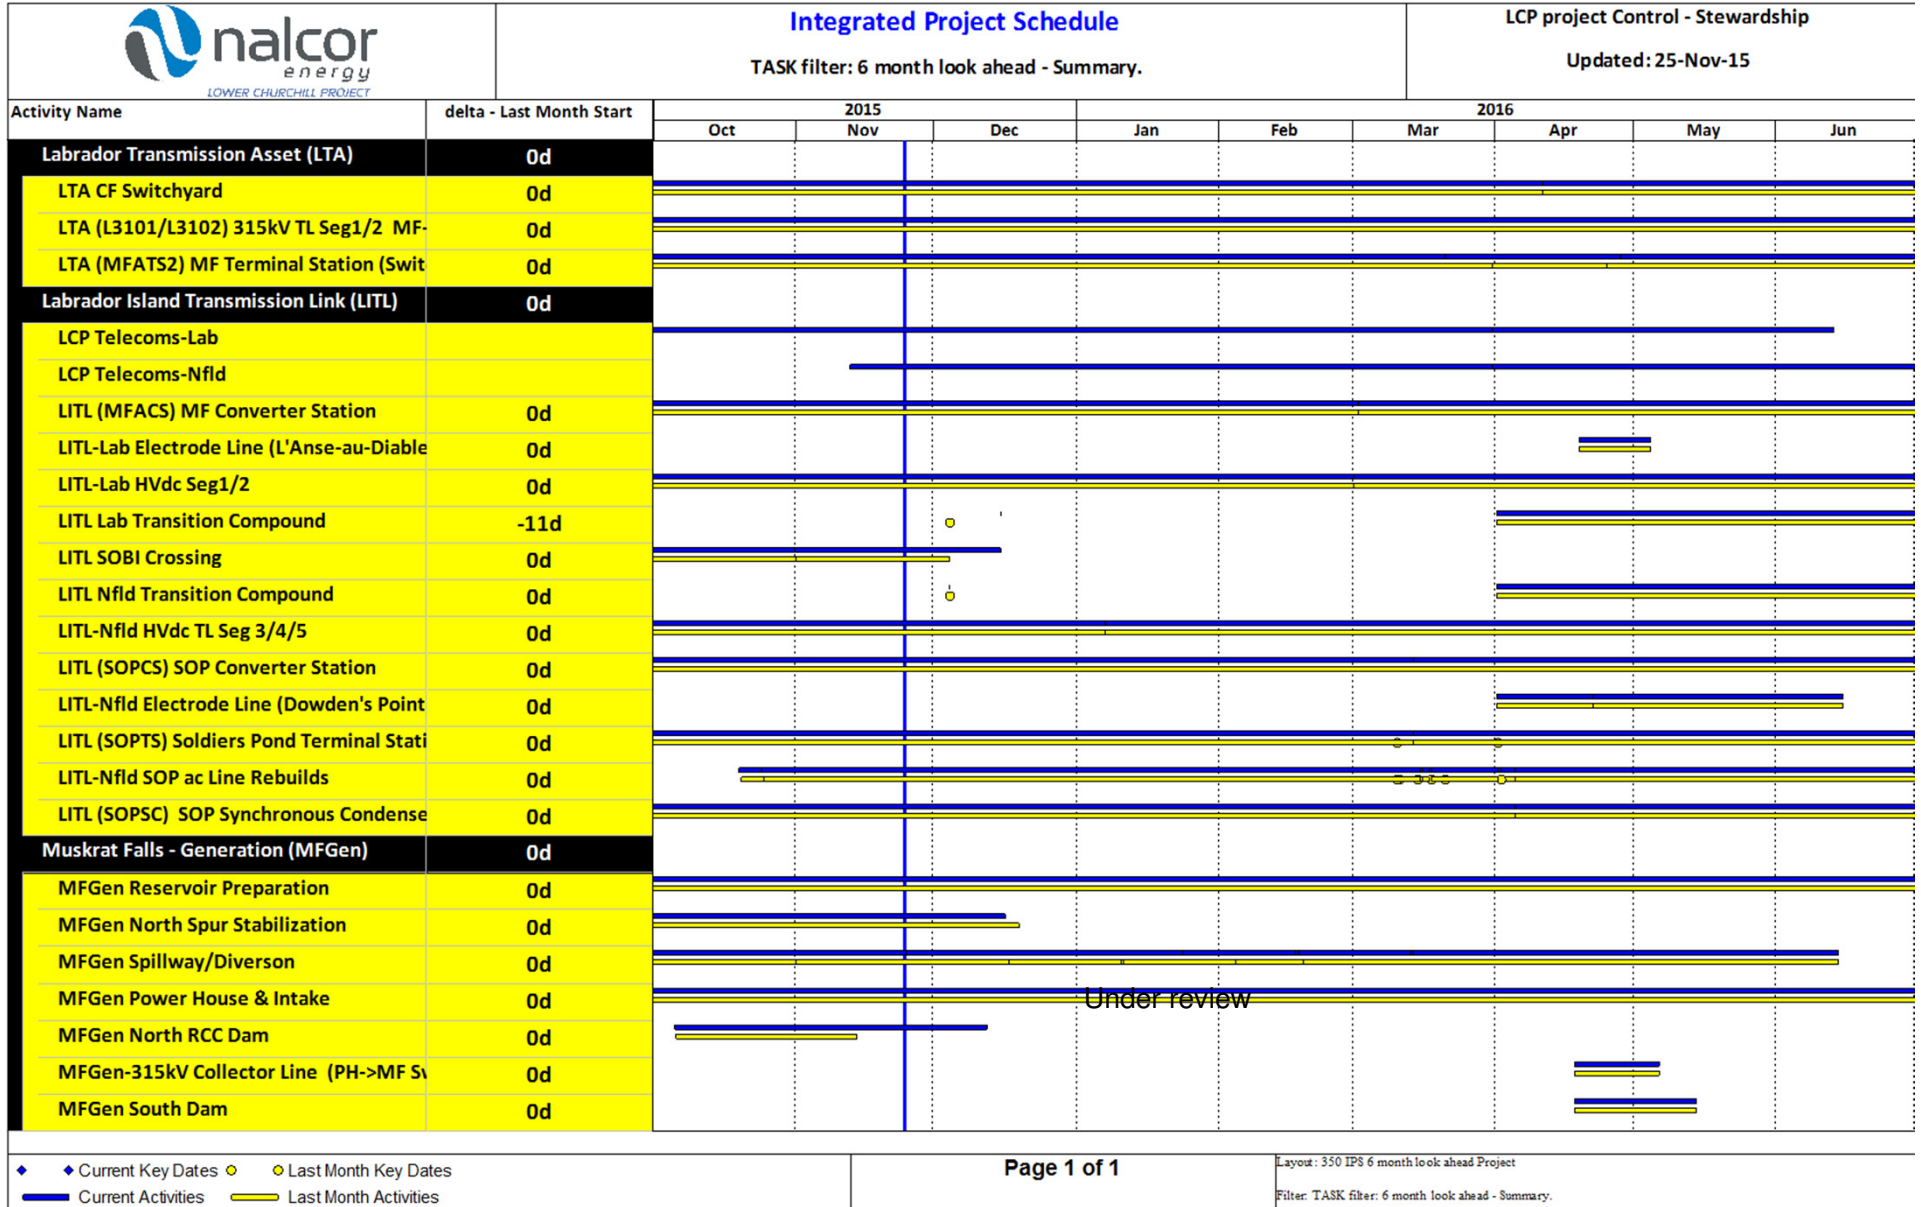 nalcor
energy
LOWER CHURCHILL PROJECT
Integrated Project Schedule
TASK filter: 6 month look ahead - Summary.
LCP project Control - Stewardship
Updated: 25-Nov-15
Activity Name delta - Last Month Start 2015 2016
Oct Nov Dec Jan Feb Mar Apr May Jun
Labrador Transmission Asset (LTA) 0d
LTA CF Switchyard 0d
LTA (L3101/L3102) 315kV TL Seg1/2 MF- 0d
LTA (MFATS2) MF Terminal Station (Swit 0d
Labrador Island Transmission Link (LITL) 0d
LCP Telecoms-Lab
LCP Telecoms-Nfld
LITL (MFACS) MF Converter Station 0d
LITL-Lab Electrode Line (L'Anse-au-Diable 0d
LITL-Lab HVdc Seg1/2 0d
LITL Lab Transition Compound -11d
LITL SOBI Crossing 0d
LITL Nfld Transition Compound 0d
LITL-Nfld HVdc TL Seg 3/4/5 0d
LITL (SOPCS) SOP Converter Station 0d
LITL-Nfld Electrode Line (Dowden's Point 0d
LITL (SOPTS) Soldiers Pond Terminal Stati 0d
LITL-Nfld SOP ac Line Rebuilds 0d
LITL (SOPSC) SOP Synchronous Condense 0d
Muskrat Falls - Generation (MFGen) 0d
MFGen Reservoir Preparation 0d
MFGen North Spur Stabilization 0d
MFGen Spillway/Diverson 0d
MFGen Power House & Intake 0d Under review
MFGen North RCC Dam 0d
MFGen-315kV Collector Line (PH->MF Sw 0d
MFGen South Dam 0d
Current Key Dates Last Month Key Dates
Current Activities Last Month Activities
Page 1 of 1
Layout: 350 IPS 6 month look ahead Project
Filter: TASK filter: 6 month look ahead - Summary.